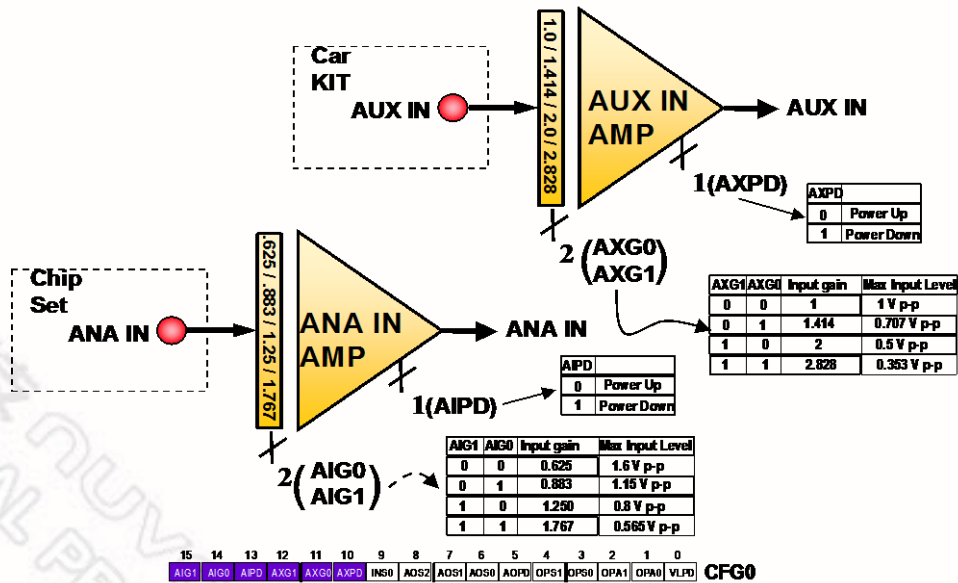 Car
KIT
AUX IN
1.0 / 1.414 / 2.0 / 2.828
AUX IN
AMP
AUX IN
1(AXPD)
AXPD
0 Power Up
1 Power Down
2 (AXG0
AXG1)
AXG1 AXG0 Input gain Max Input Level
0 0 1 1 V p-p
0 1 1.414 0.707 V p-p
1 0 2 0.5 V p-p
1 1 2.828 0.353 V p-p
Chip
Set
ANA IN
.625 / .883 / 1.25 / 1.767
ANA IN
AMP
ANA IN
1(AIPD)
AIPD
0 Power Up
1 Power Down
2 (AIG0
AIG1)
AIG1 AIG0 Input gain Max Input Level
0 0 0.625 1.6 V p-p
0 1 0.883 1.15 V p-p
1 0 1.250 0.8 V p-p
1 1 1.767 0.565 V p-p
15 14 13 12 11 10 9 8 7 6 5 4 3 2 1 0
AIG1 AIG0 AIPD AXG1 AXG0 AXPD INS0 AOS2 AOS1 AOS0 AOPD OPS1 OPS0 OPA1 OPA0 VLPD CFG0